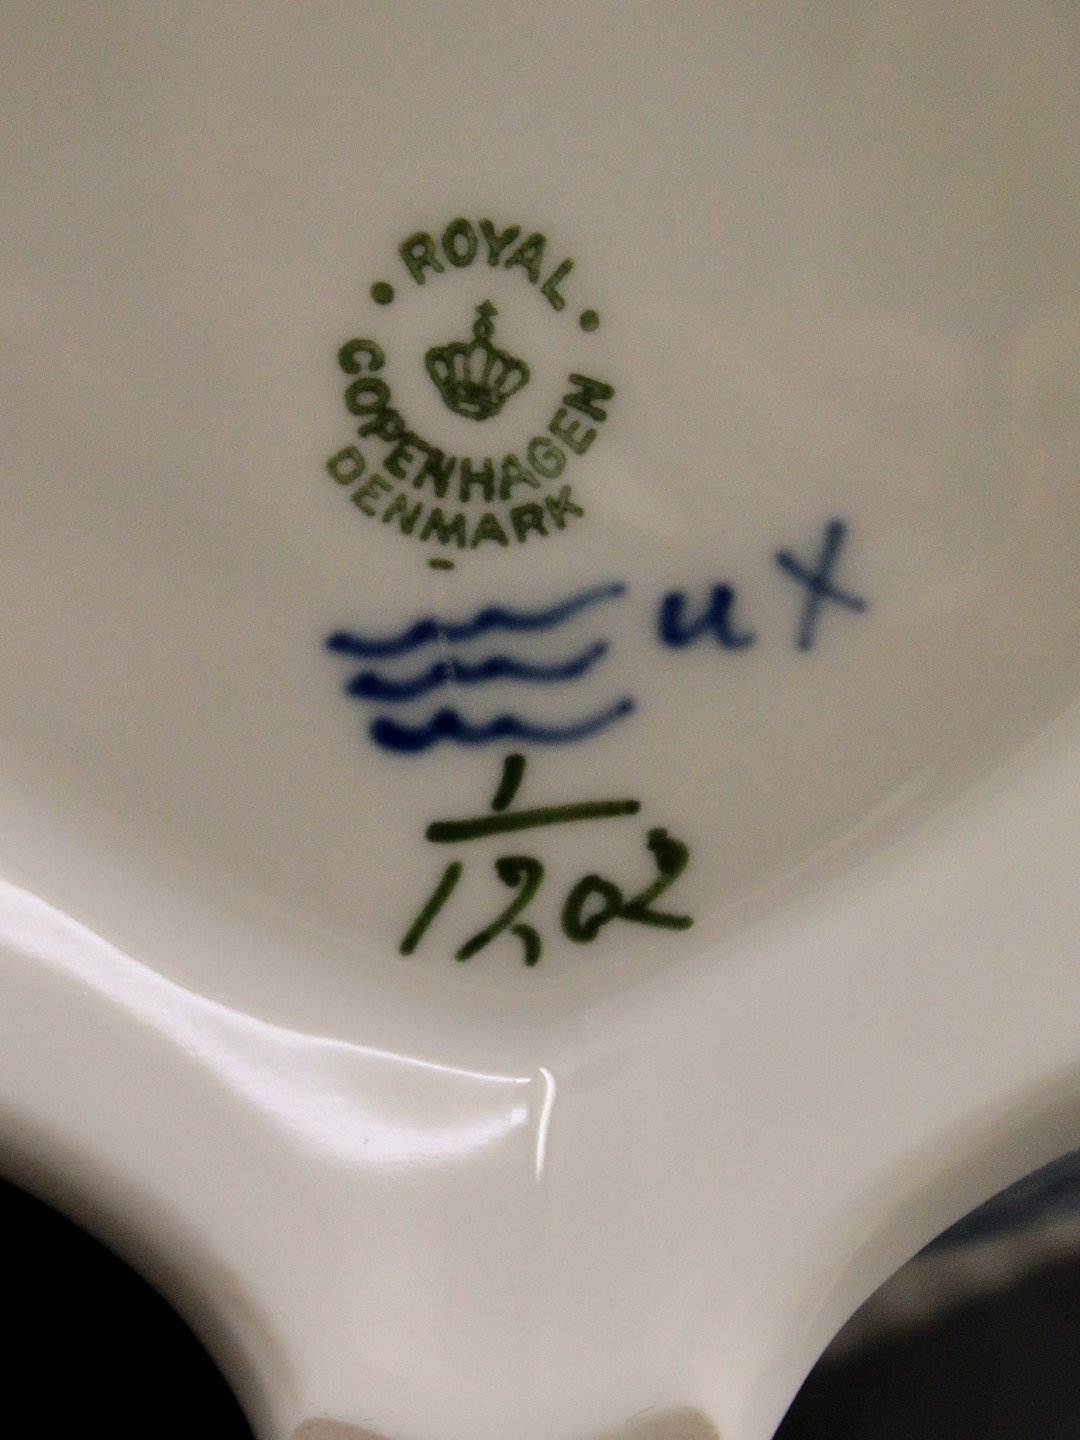 ROYAL
COPENHAGEN
DENMARK
ux
1
1202